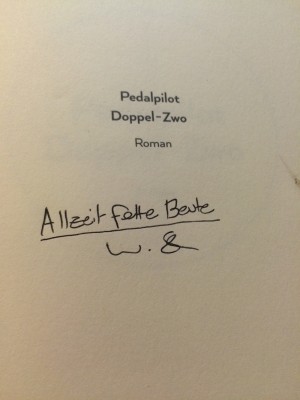 Pedalpilot
Doppel-Zwo
Roman
Allzeit fette Beute
W. &